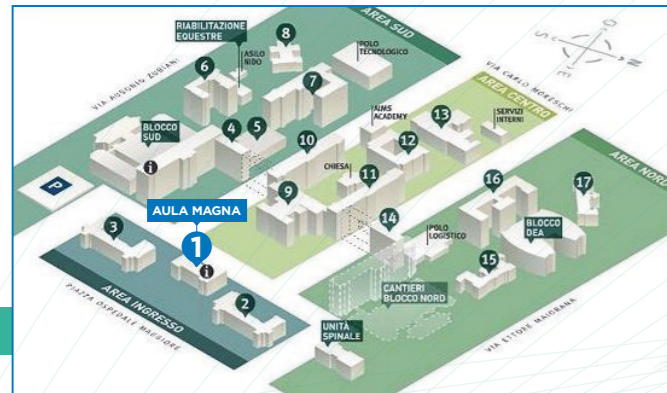 AREA SUD
RIABILITAZIONE
EQUESTRE
ASILO
NIDO
8
POLO
TECNOLOGICO
6
7
VIA AUSONIO ZUBIANI
S
O
E
N
VIA CARLO MORESCHI
AREA CENTRO
BLOCCO
SUD
i
4
5
10
AIMS
ACADEMY
13
SERVIZI
INTERNI
12
CHIESA
11
9
P
AULA MAGNA
1
i
3
2
AREA INGRESSO
PIAZZA OSPEDALE MAGGIORE
AREA NORD
16
17
BLOCCO
DEA
14
POLO
LOGISTICO
15
CANTIERI
BLOCCO NORD
UNITÀ
SPINALE
VIA ETTORE MAIORANA